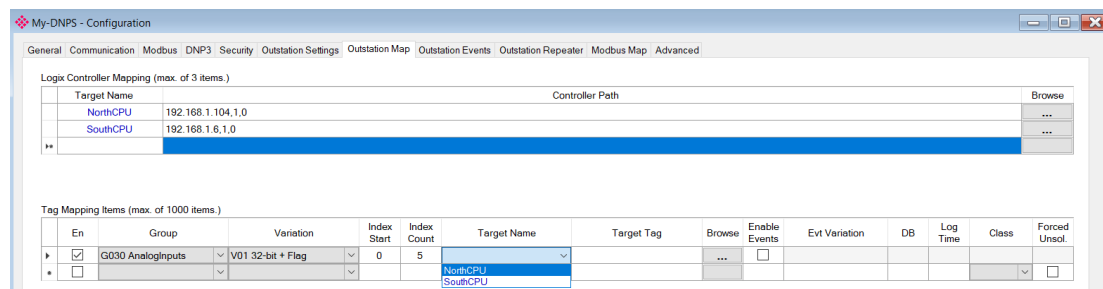 My-DNPS - Configuration
General Communication Modbus DNP3 Security Outstation Settings Outstation Map Outstation Events Outstation Repeater Modbus Map Advanced
Logix Controller Mapping (max. of 3 items.)
Target Name Controller Path Browse
NorthCPU 192.168.1.104,1,0 ...
SouthCPU 192.168.1.6,1,0 ...
Tag Mapping Items (max. of 1000 items.)
En Group Variation Index Start Index Count Target Name Target Tag Browse Enable Events Evt Variation DB Log Time Class Forced Unsol.
G030 AnalogInputs V01 32-bit + Flag 0 5 ...
NorthCPU
SouthCPU